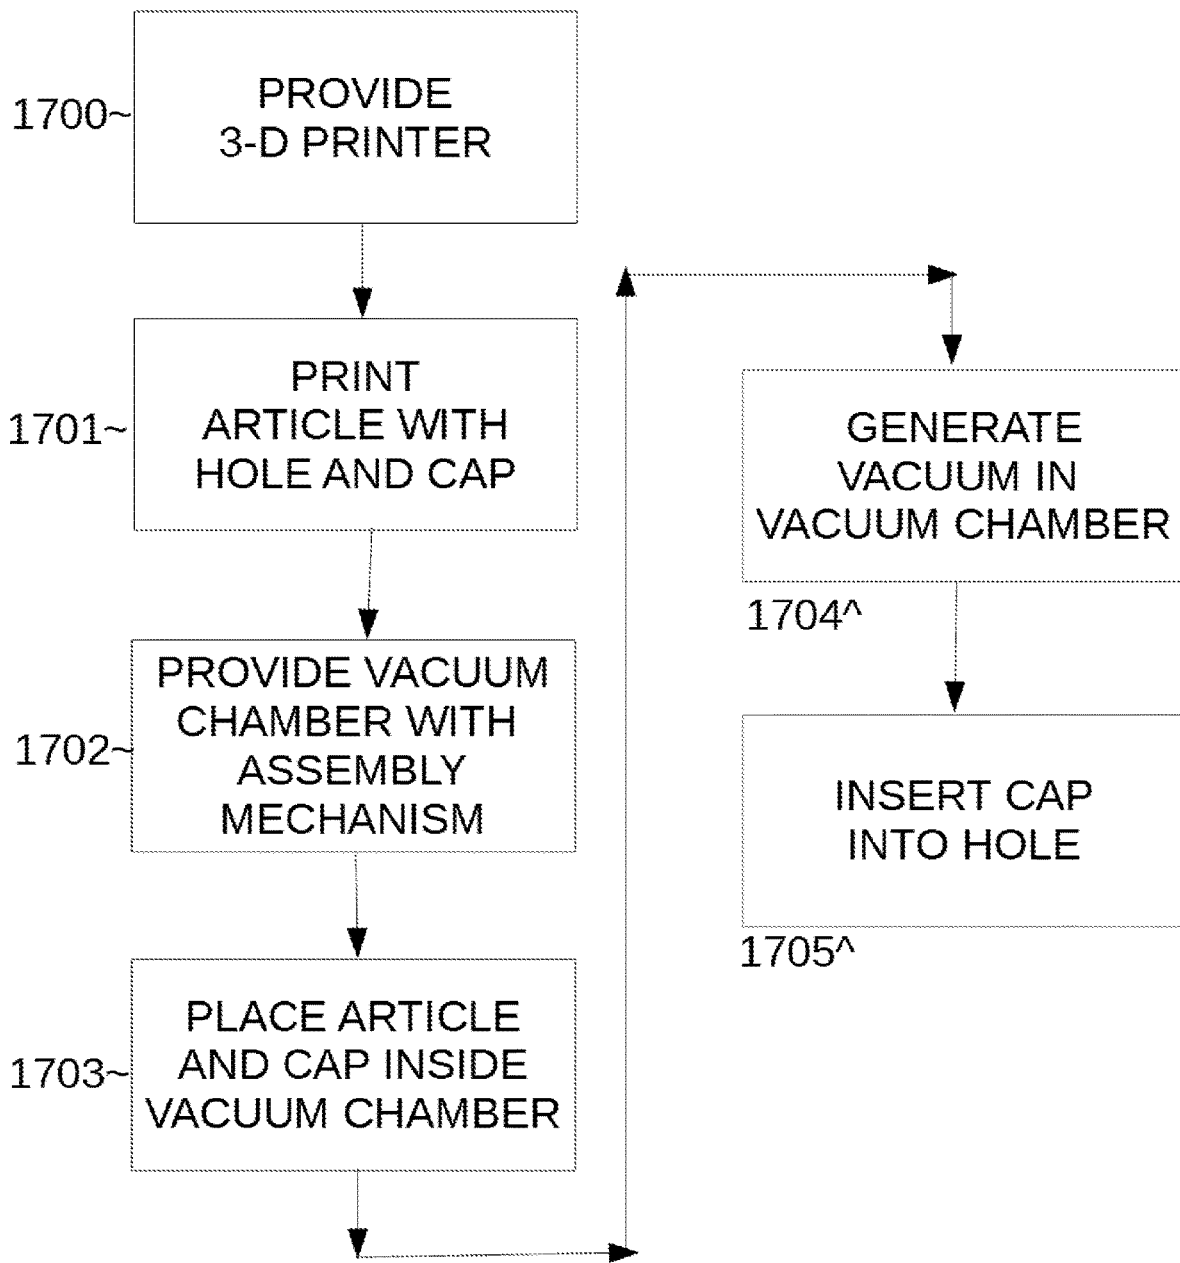 1700~
PROVIDE
3-D PRINTER
1701~
PRINT
ARTICLE WITH
HOLE AND CAP
1702~
PROVIDE VACUUM
CHAMBER WITH
ASSEMBLY
MECHANISM
1703~
PLACE ARTICLE
AND CAP INSIDE
VACUUM CHAMBER
GENERATE
VACUUM IN
VACUUM CHAMBER
1704^
INSERT CAP
INTO HOLE
1705^